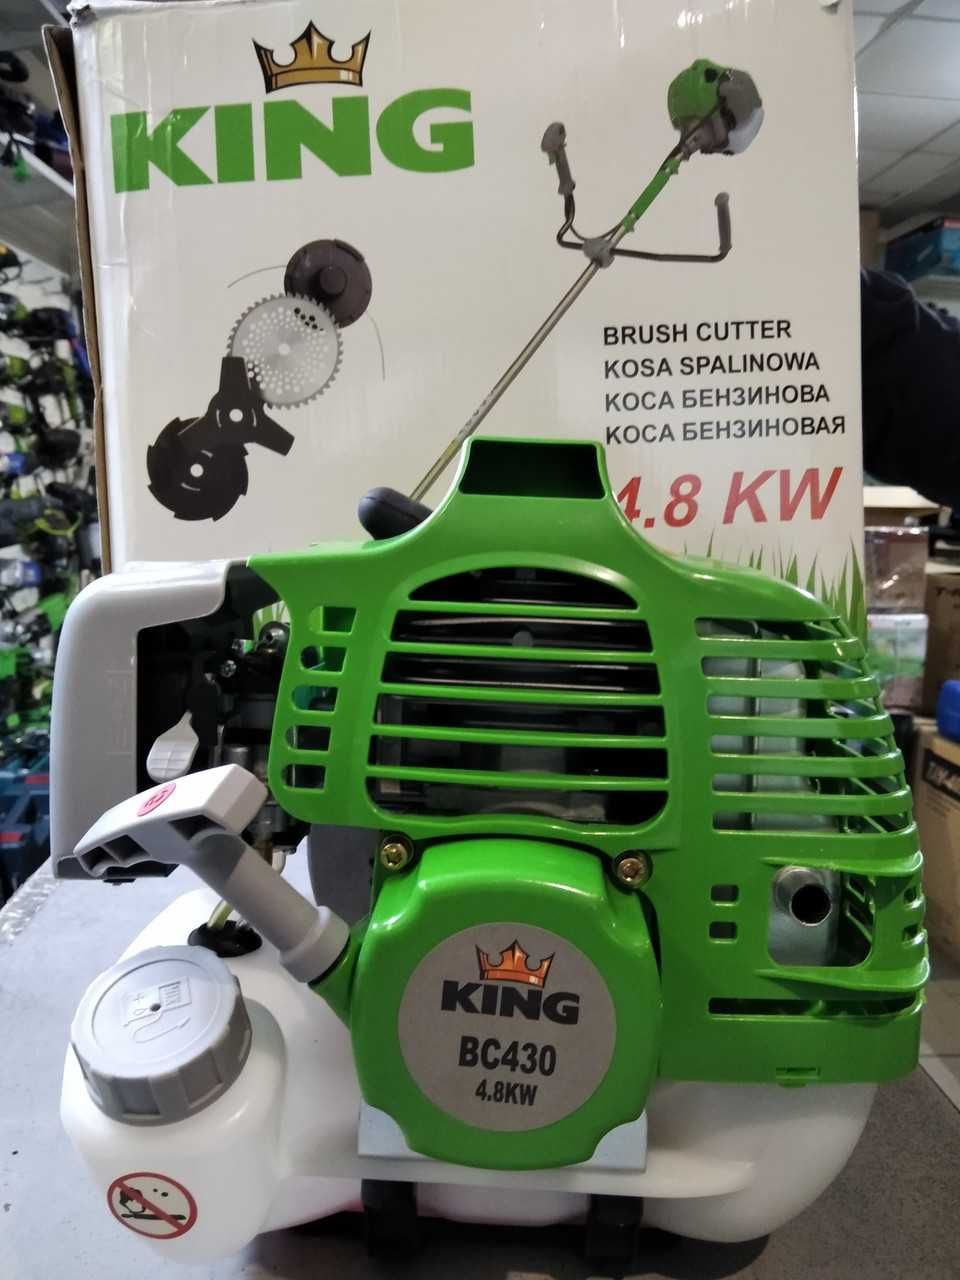 KING
BRUSH CUTTER
KOSA SPALINOWA
КОСА БЕНЗИНОВА
КОСА БЕНЗИНОВАЯ
4.8 KW
KING
BC430
4.8KW